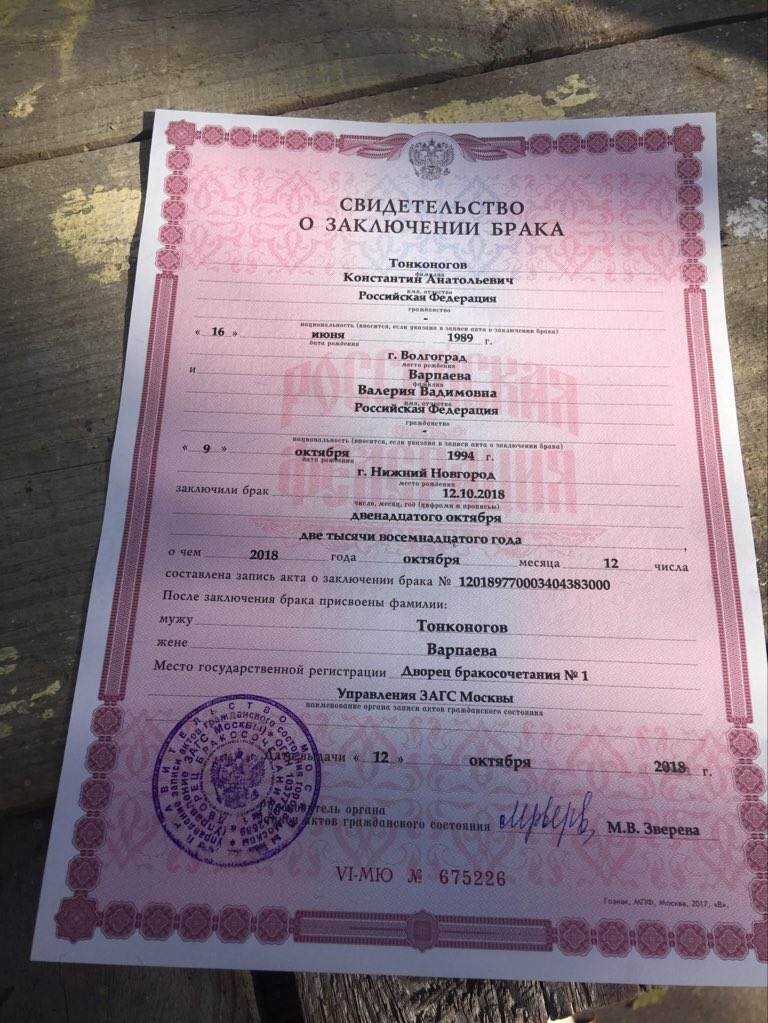 СВИДЕТЕЛЬСТВО
О ЗАКЛЮЧЕНИИ БРАКА
Тонконогов
фамилия
Константин Анатольевич
имя, отчество
Российская Федерация
гражданство
-
национальность (вносится, если указано в записи акта о заключении брака)
« 16 » июня 1989 г.
дата рождения
г. Волгоград
место рождения
и Варпаева
фамилия
Валерия Вадимовна
имя, отчество
Российская Федерация
гражданство
-
национальность (вносится, если указано в записи акта о заключении брака)
« 9 » октября 1994 г.
дата рождения
г. Нижний Новгород
место рождения
заключили брак 12.10.2018
число, месяц, год (цифрами и прописью)
двенадцатого октября
две тысячи восемнадцатого года ,
о чем 2018 года октября месяца 12 числа
составлена запись акта о заключении брака № 120189770003404383000
После заключения брака присвоены фамилии:
мужу Тонконогов
жене Варпаева
Место государственной регистрации Дворец бракосочетания № 1
Управления ЗАГС Москвы
наименование органа записи актов гражданского состояния
Дата выдачи « 12 » октября 2018 г.
органа
актов гражданского состояния М.В. Зверева
VI-МЮ № 675226
Гознак, МПФ, Москва, 2017, «В».